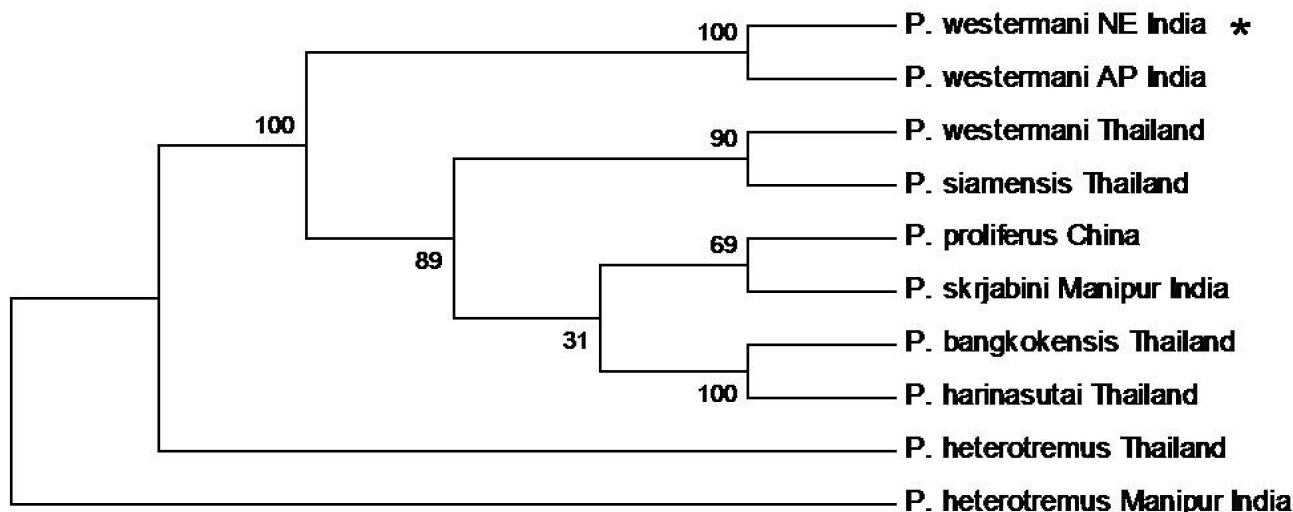 100
P. westermani NE India *
P. westermani AP India
100
90
P. westermani Thailand
P. siamensis Thailand
89
69
P. proliferus China
P. skrjabini Manipur India
31
P. bangkokensis Thailand
100
P. harinasutai Thailand
P. heterotremus Thailand
P. heterotremus Manipur India